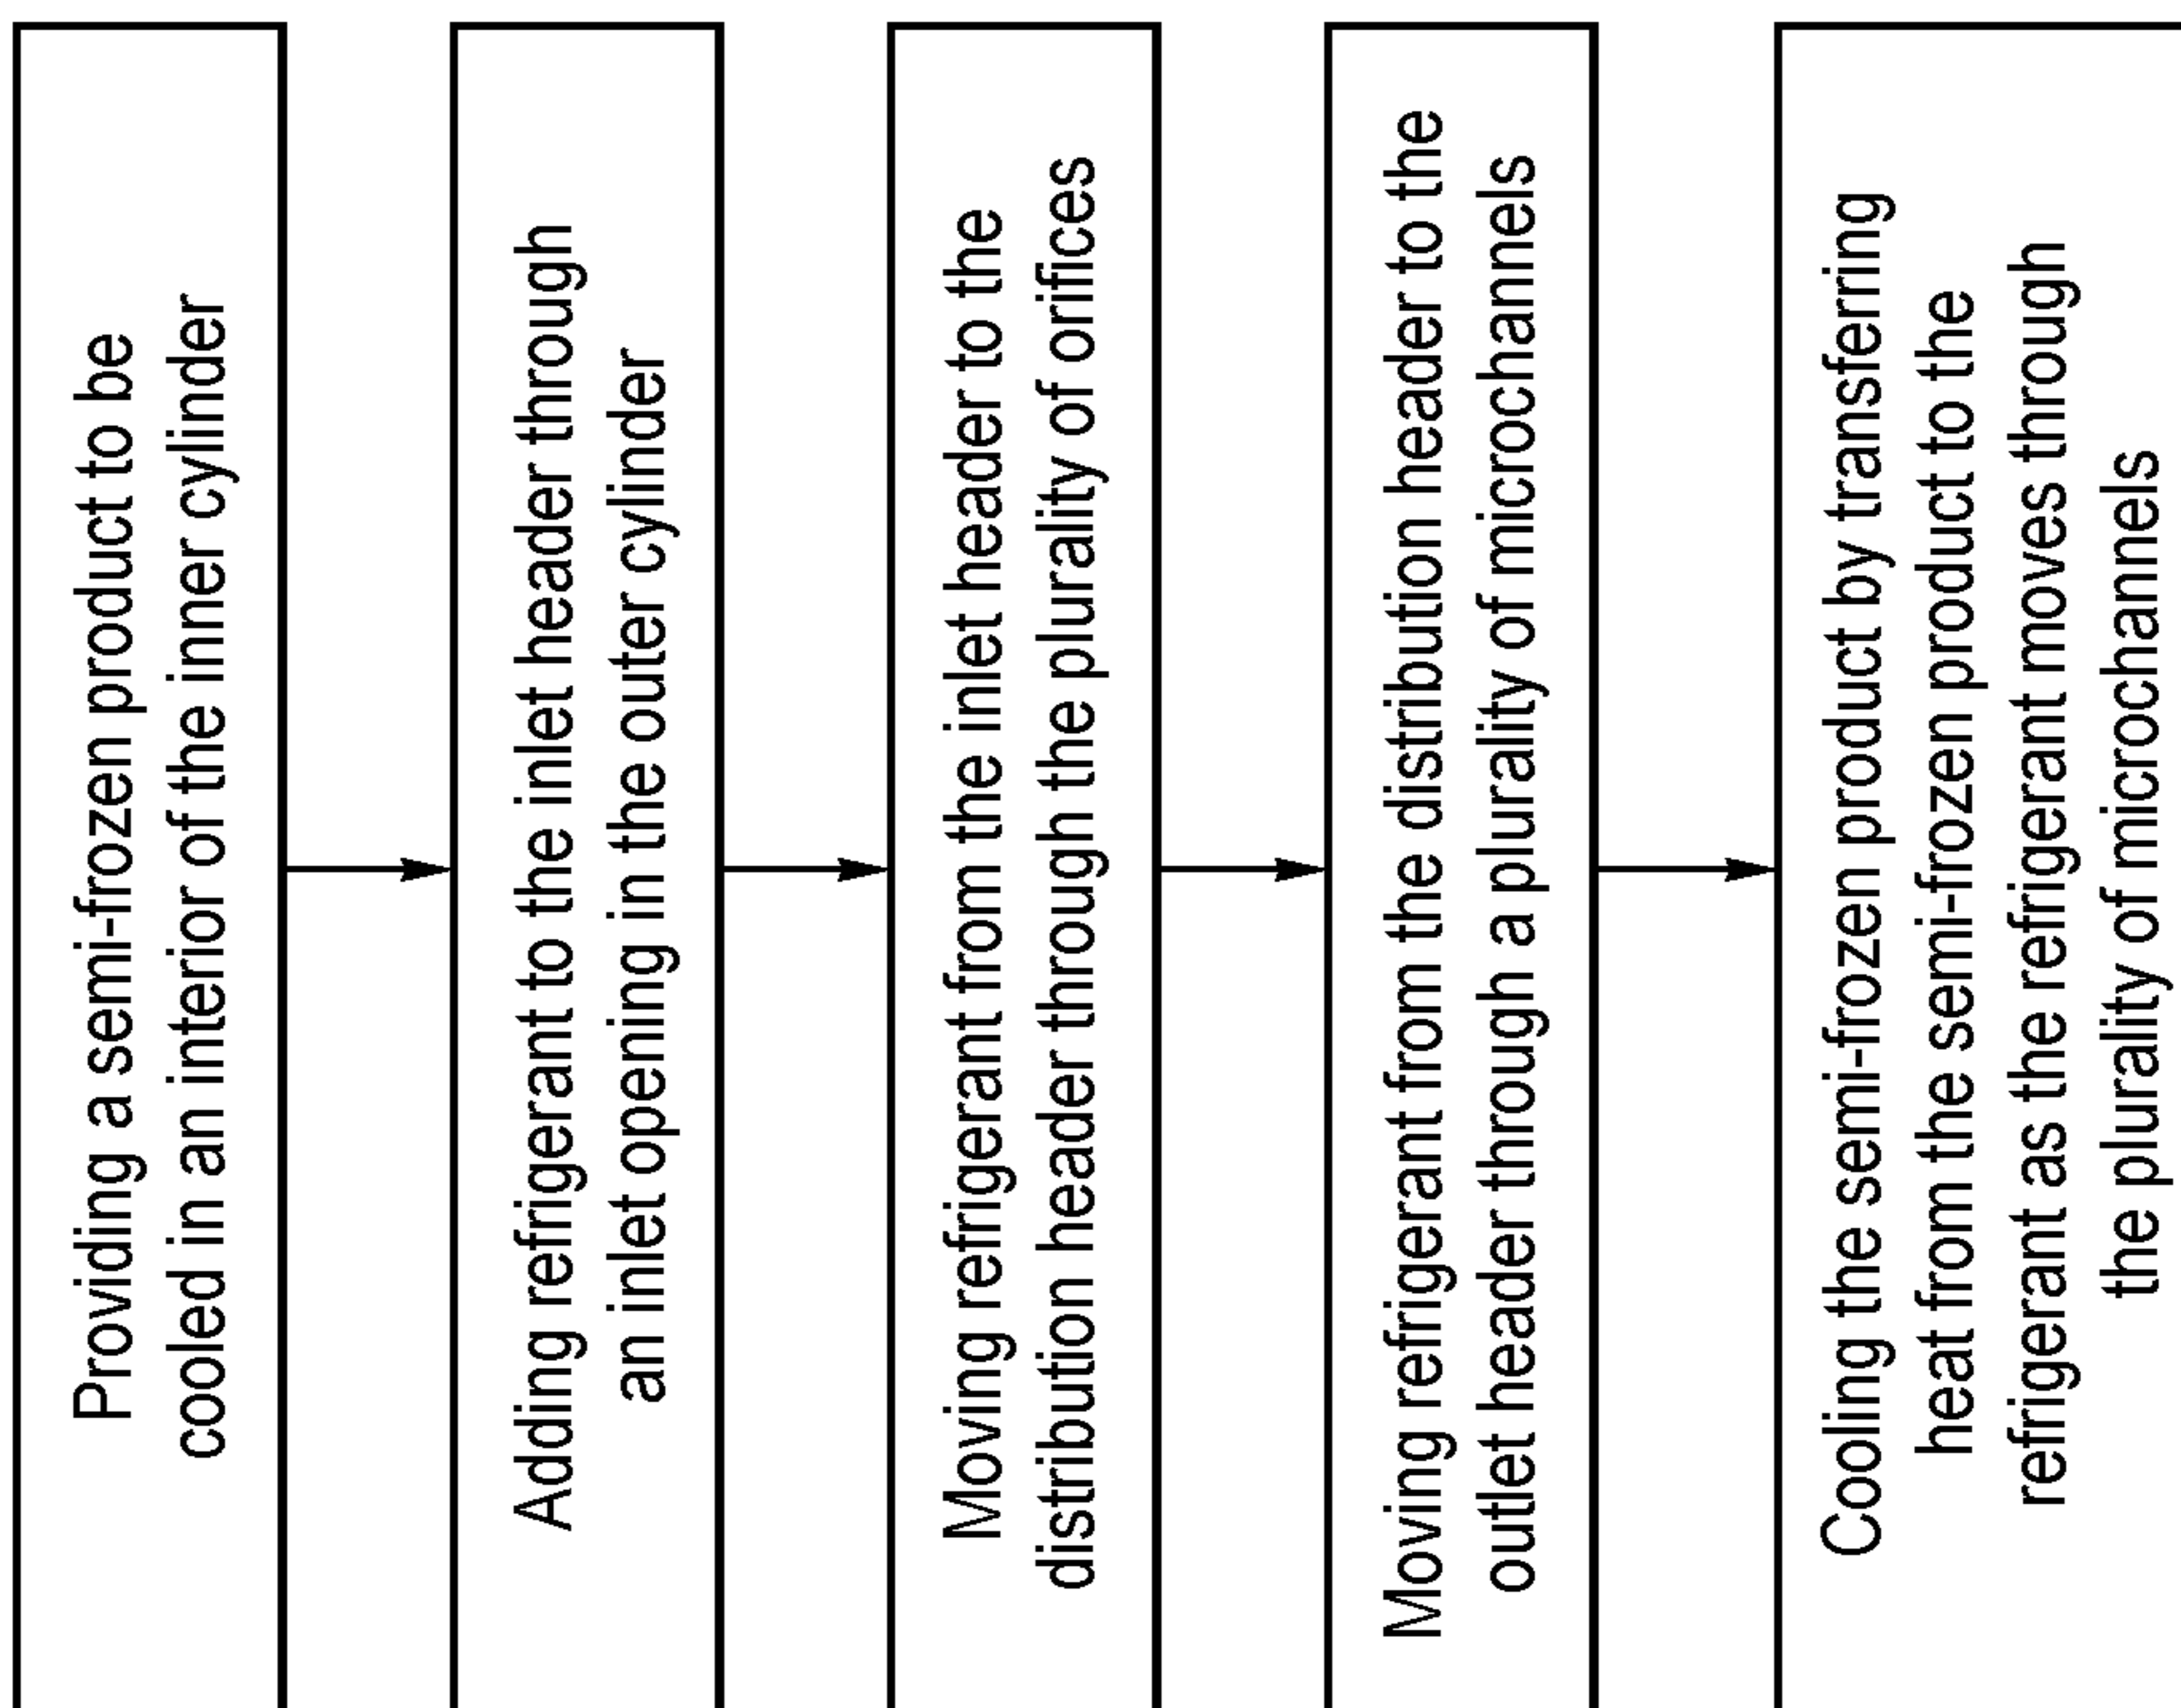 Providing a semi-frozen product to be
cooled in an interior of the inner cylinder
Adding refrigerant to the inlet header through
an inlet opening in the outer cylinder
Moving refrigerant from the inlet header to the
distribution header through the plurality of orifices
Moving refrigerant from the distribution header to the
outlet header through a plurality of microchannels
Cooling the semi-frozen product by transferring
heat from the semi-frozen product to the
refrigerant as the refrigerant moves through
the plurality of microchannels